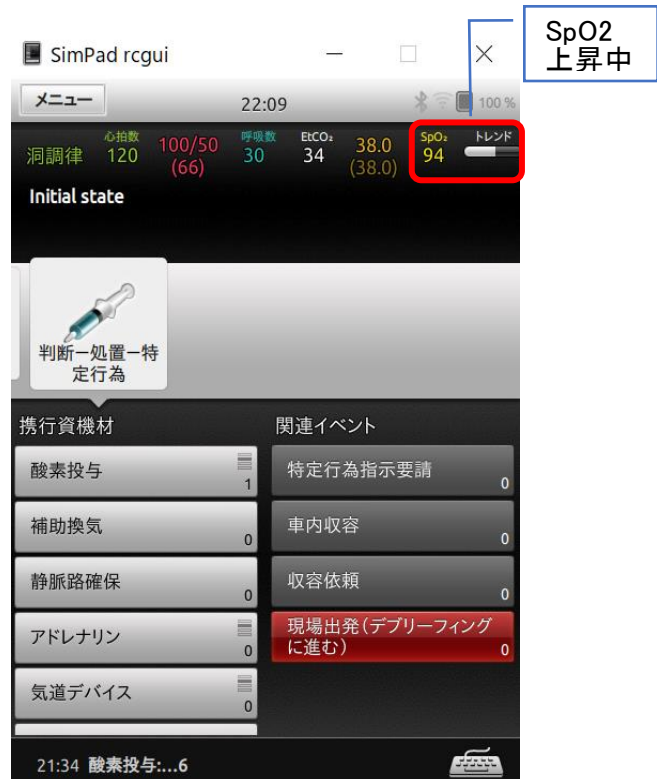 SpO2
上昇中
SimPad rcgui
メニュー
22:09
100 %
洞調律
心拍数
120
100/50
(66)
呼吸数
30
EtCO₂
34
38.0
(38.0)
SpO₂
94
トレンド
Initial state
判断ー処置ー特
定行為
携行資機材
関連イベント
酸素投与
1
特定行為指示要請
0
補助換気
0
車内収容
0
静脈路確保
0
収容依頼
0
アドレナリン
0
現場出発(デブリーフィング
に進む)
0
気道デバイス
0
21:34 酸素投与:...6